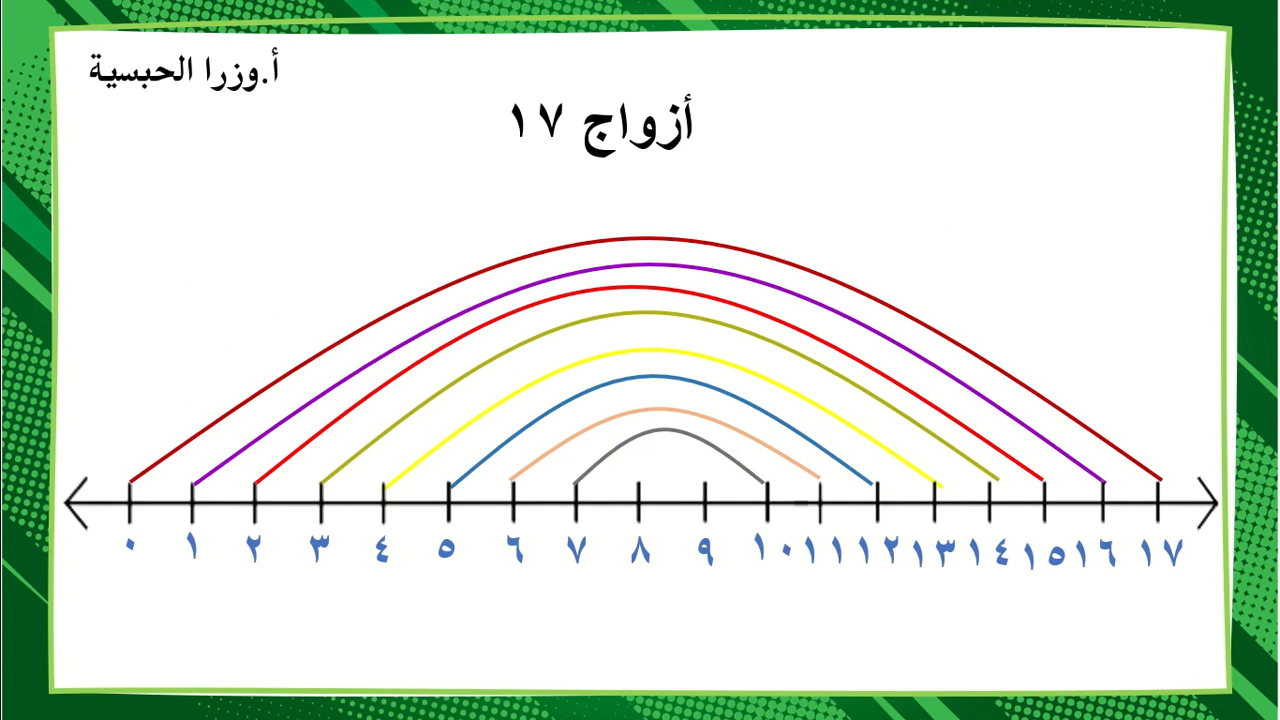 أ.وزرا الحبسية
أزواج ١٧
٠ ١ ٢ ٣ ٤ ٥ ٦ ٧ ٨ ٩ ١٠ ١١ ١٢ ١٣ ١٤ ١٥ ١٦ ١٧